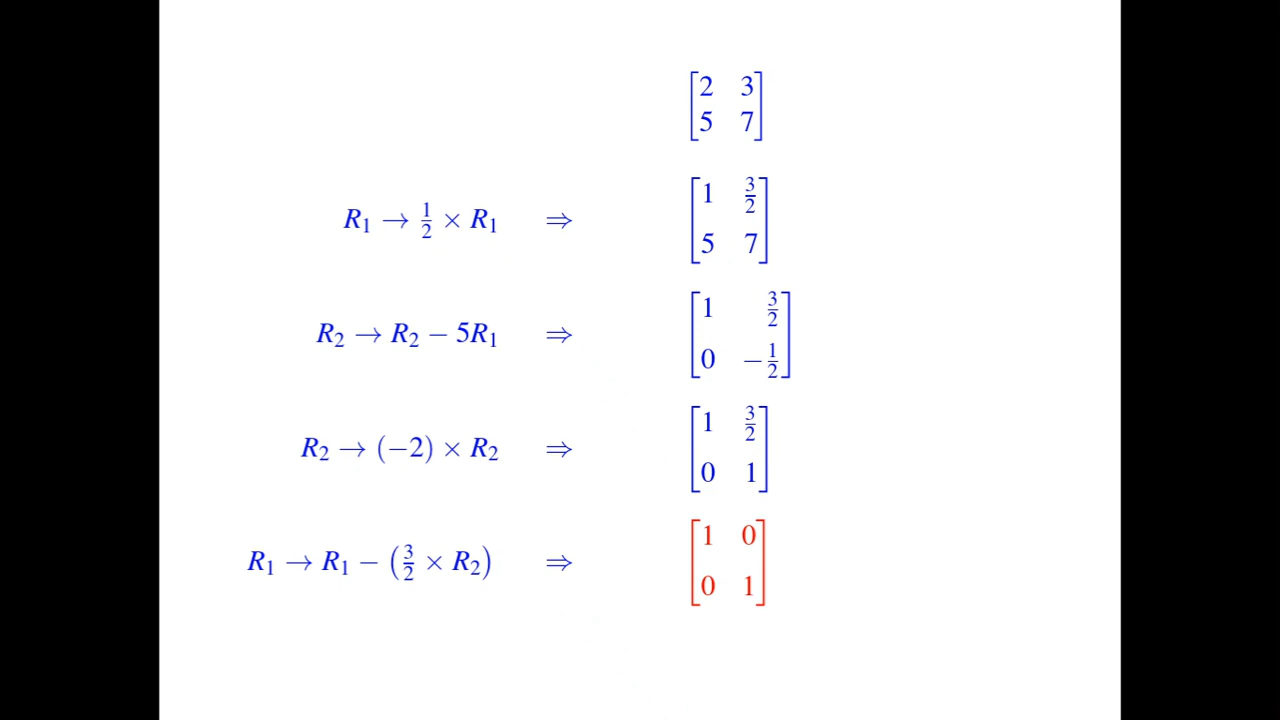 [2 3
5 7]
R₁ → 1/2 × R₁ ⇒ [1 3/2
5 7]
R₂ → R₂ − 5R₁ ⇒ [1 3/2
0 −1/2]
R₂ → (−2) × R₂ ⇒ [1 3/2
0 1]
R₁ → R₁ − (3/2 × R₂) ⇒ [1 0
0 1]